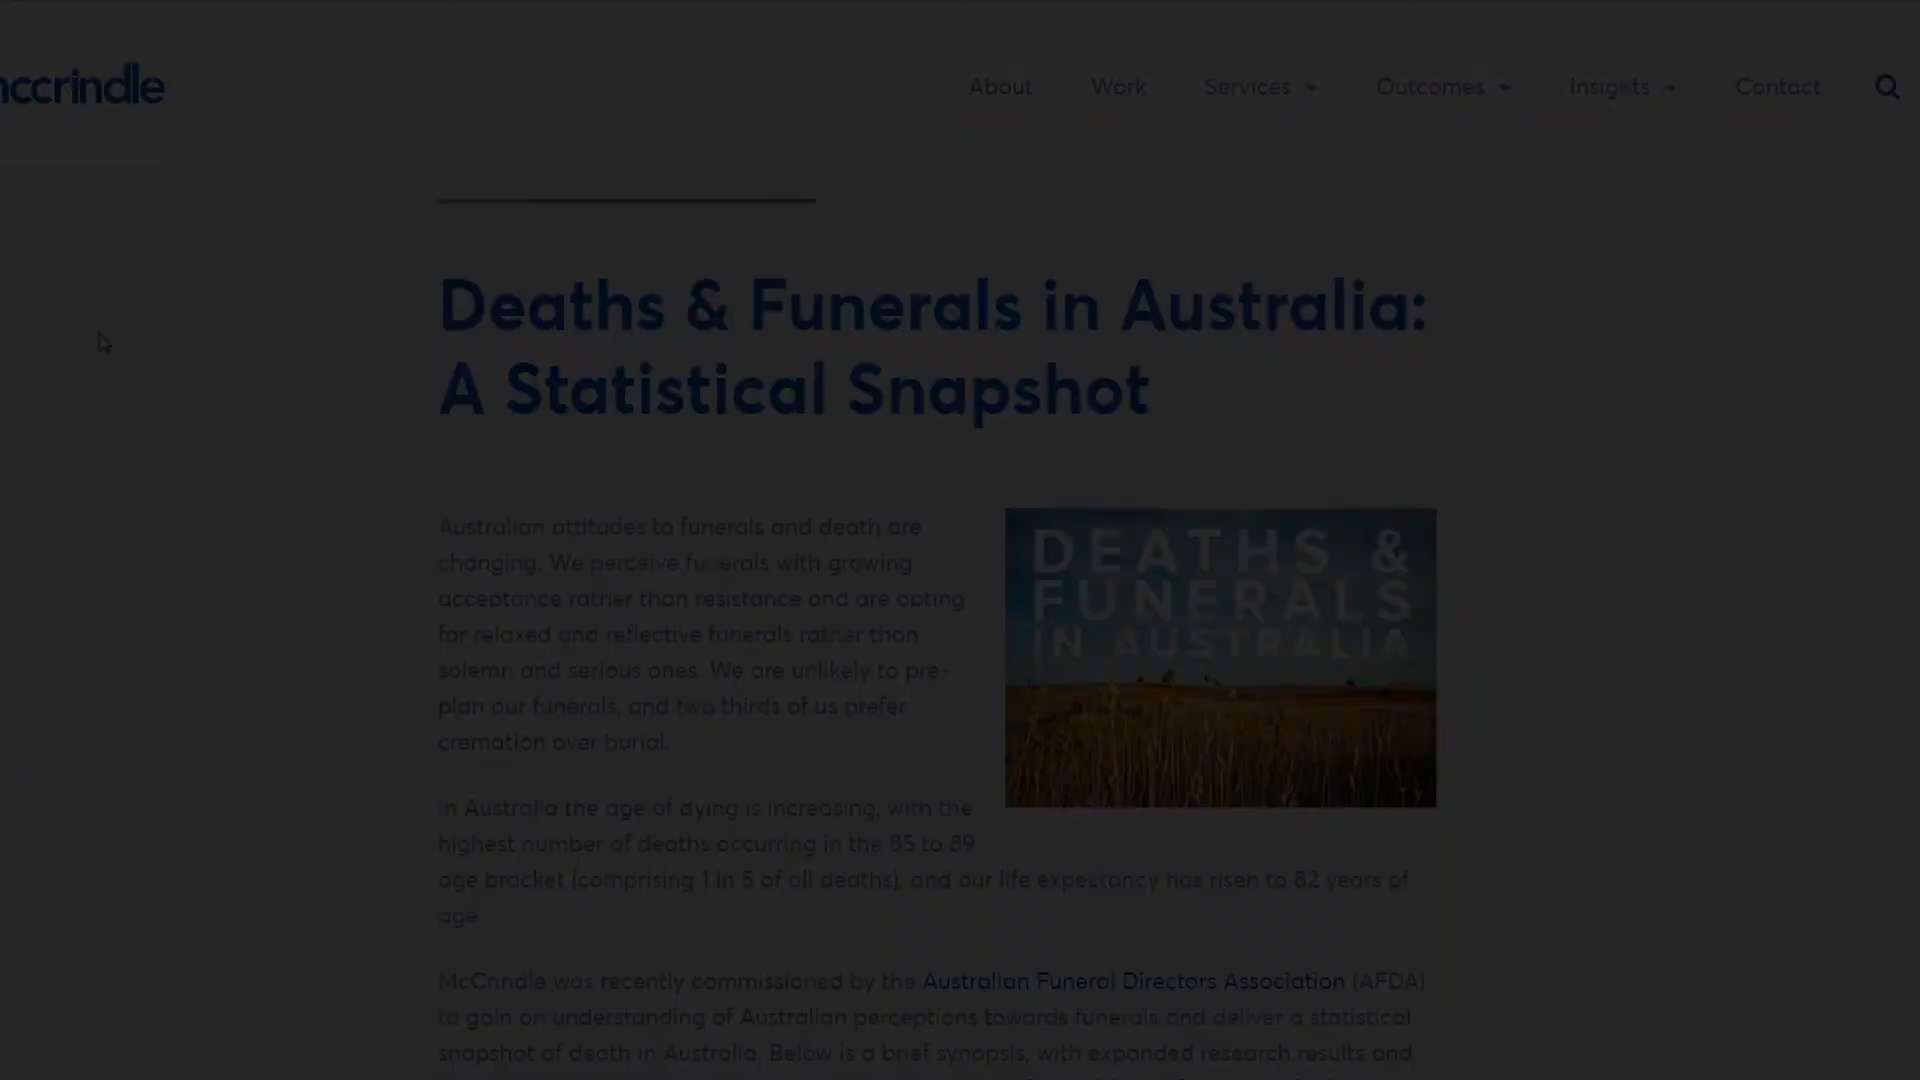 mccrindle
About Work Services Outcomes Insights Contact
Deaths & Funerals in Australia:
A Statistical Snapshot
Australian attitudes to funerals and death are
changing. We perceive funerals with growing
acceptance rather than resistance and are opting
for relaxed and reflective funerals rather than
solemn and serious ones. We are unlikely to pre-
plan our funerals, and two thirds of us prefer
cremation over burial.
DEATHS &
FUNERALS
IN AUSTRALIA
In Australia the age of dying is increasing, with the
highest number of deaths occurring in the 85 to 89
age bracket (comprising 1 in 5 of all deaths), and our life expectancy has risen to 82 years of
age.
McCrindle was recently commissioned by the Australian Funeral Directors Association (AFDA)
to gain an understanding of Australian perceptions towards funerals and deliver a statistical
snapshot of death in Australia. Below is a brief synopsis, with expanded research results and